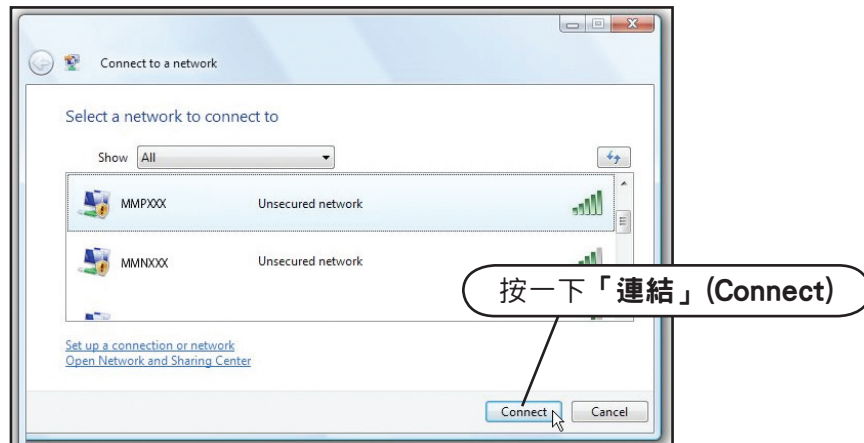 Connect to a network
Select a network to connect to
Show All
MMPXXX Unsecured network
MMNXXX Unsecured network
按一下「連結」(Connect)
Set up a connection or network
Open Network and Sharing Center
Connect Cancel